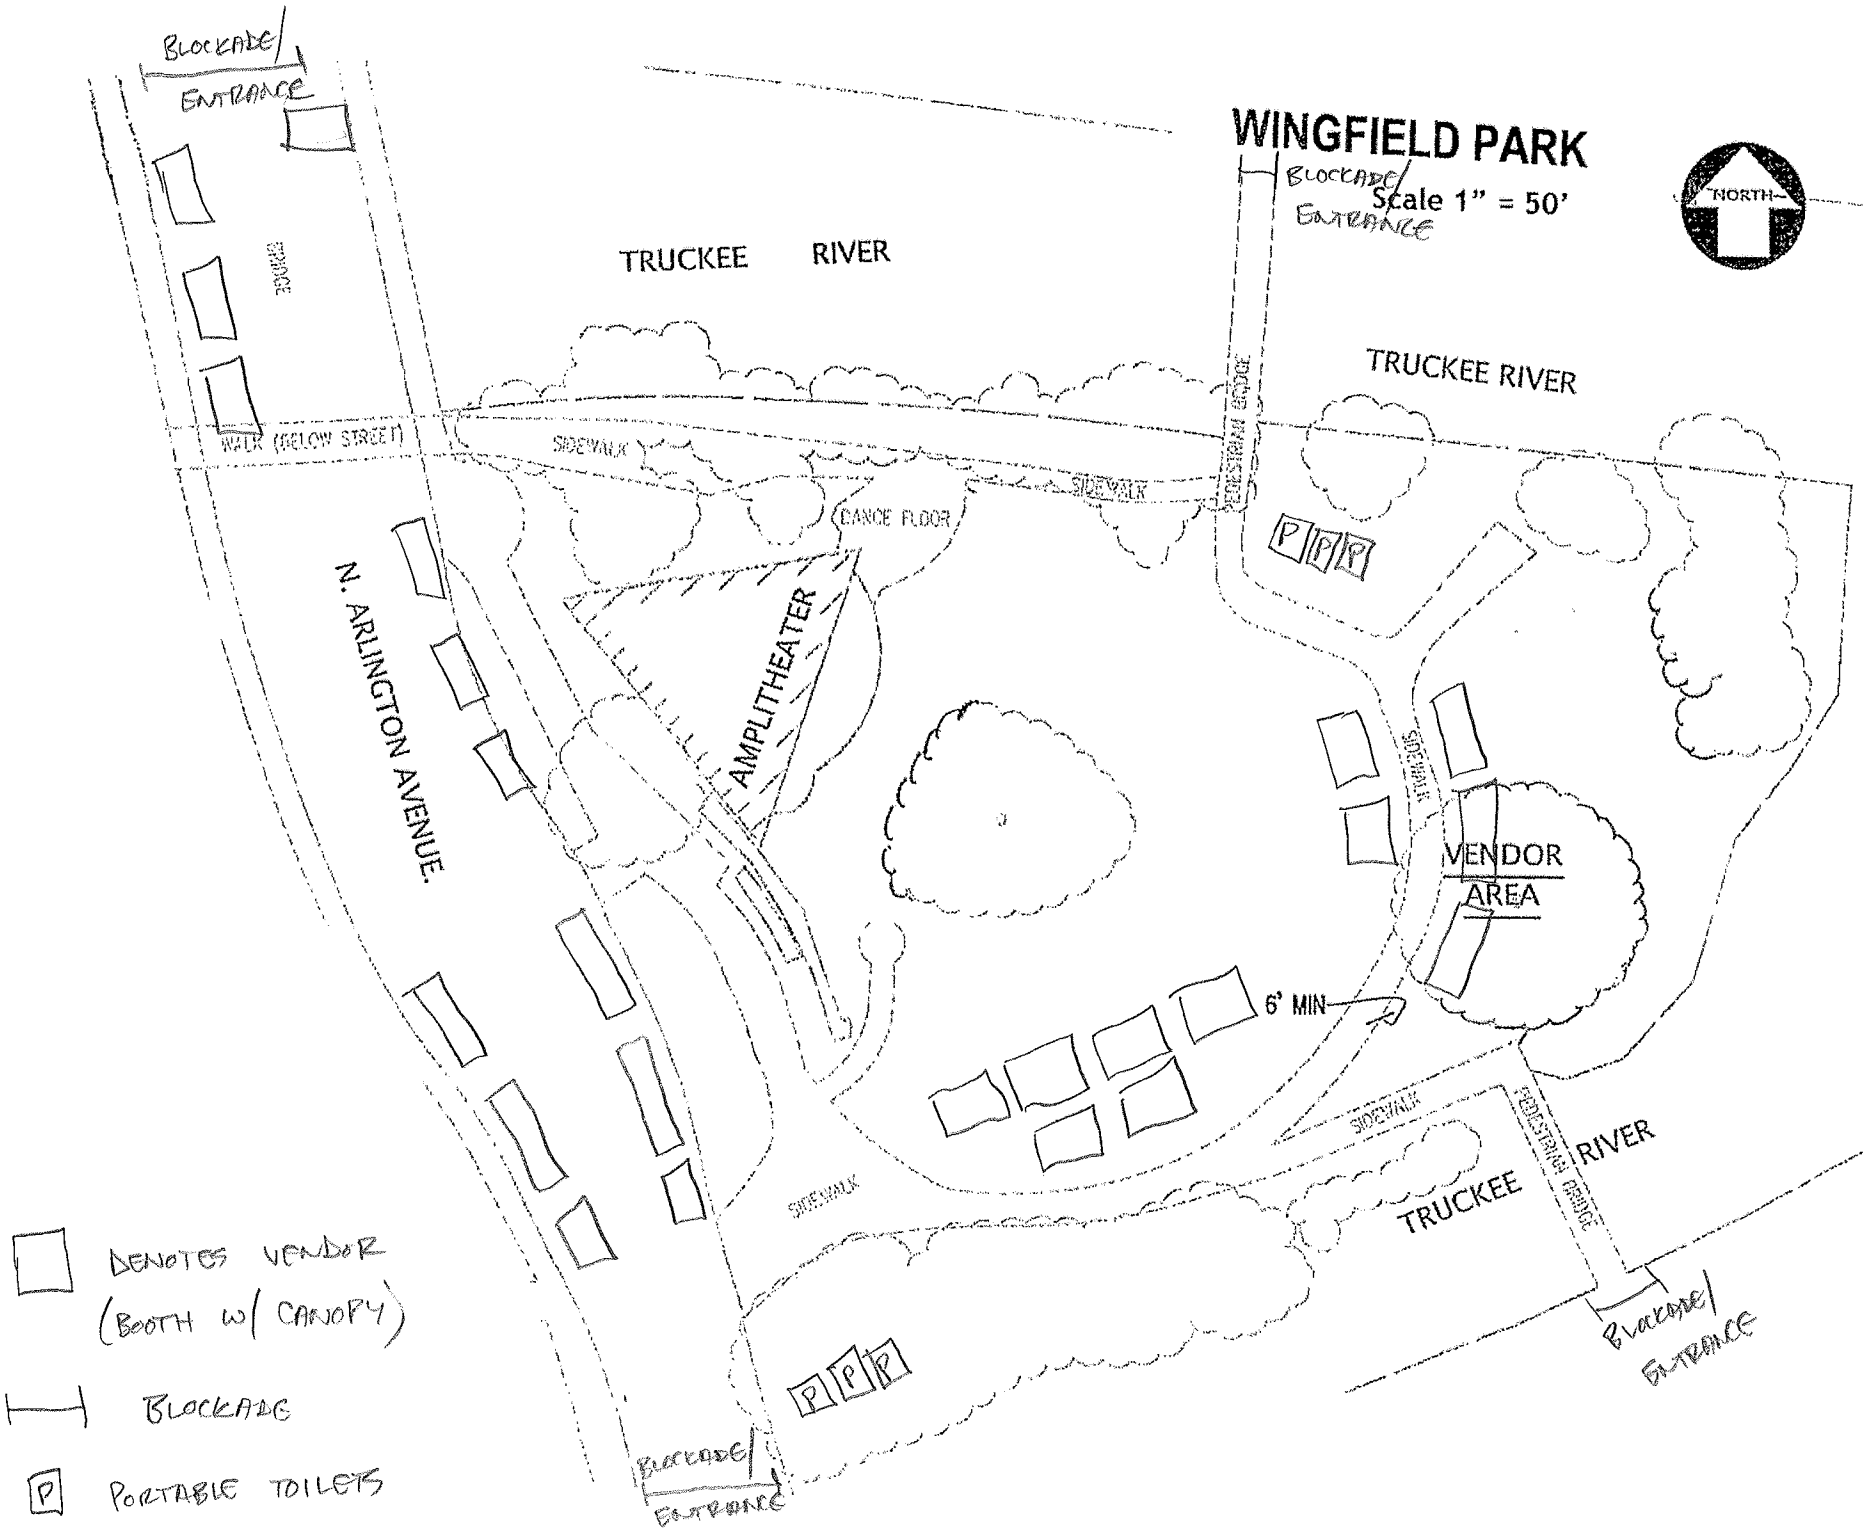 BLOCKADE/
ENTRANCE
WINGFIELD PARK
BLOCKADE/
ENTRANCE
Scale 1" = 50'
NORTH
BRIDGE
TRUCKEE RIVER
TRUCKEE RIVER
PEDESTRIAN BRIDGE
WALK (BELOW STREET)
SIDEWALK
SIDEWALK
DANCE FLOOR
P P P
N. ARLINGTON AVENUE.
AMPLITHEATER
SIDEWALK
VENDOR
AREA
6' MIN
SIDEWALK
PEDESTRIAN BRIDGE
TRUCKEE RIVER
SIDEWALK
BLOCKADE/
ENTRANCE
DENOTES VENDOR
(BOOTH W/ CANOPY)
P P P
BLOCKADE
BLOCKADE/
ENTRANCE
P PORTABLE TOILETS